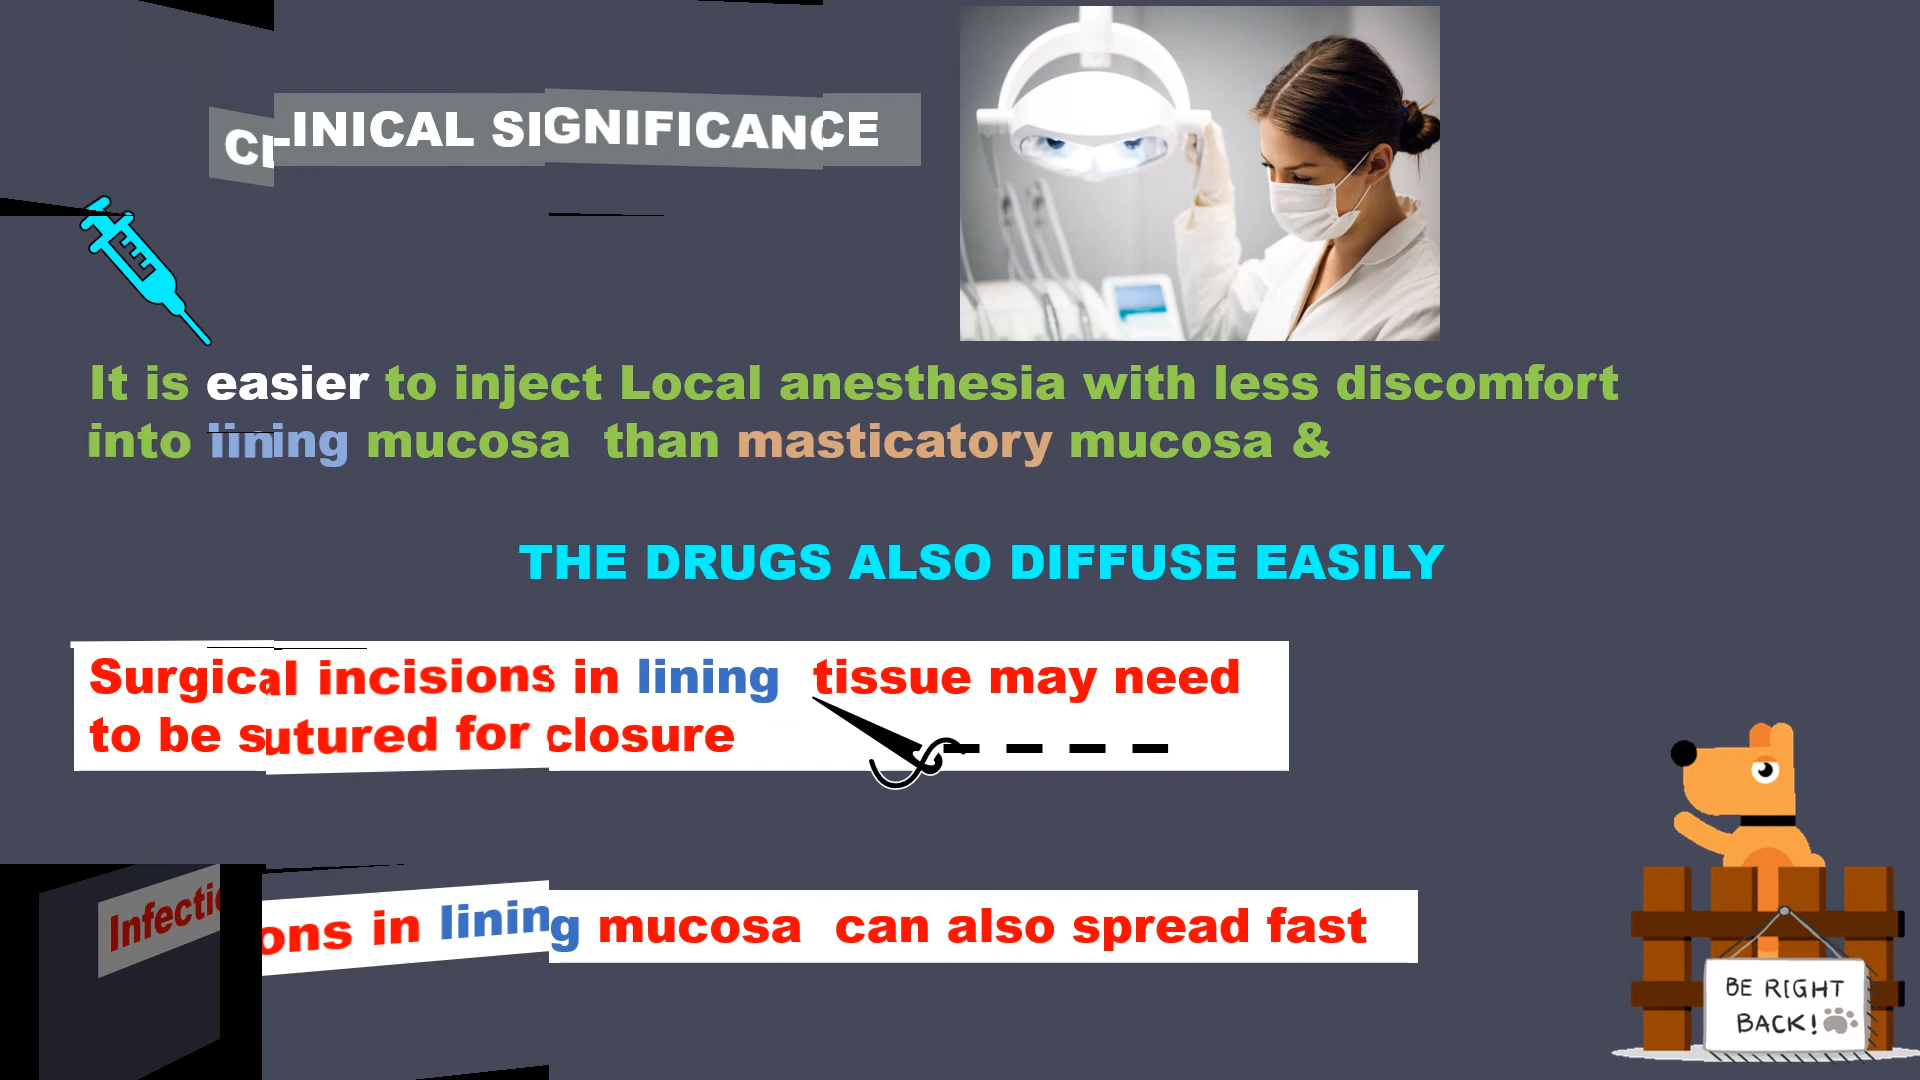 CLINICAL SIGNIFICANCE
It is easier to inject Local anesthesia with less discomfort
into lining mucosa than masticatory mucosa &
THE DRUGS ALSO DIFFUSE EASILY
Surgical incisions in lining tissue may need
to be sutured for closure
Infections in lining mucosa can also spread fast
BE RIGHT
BACK!